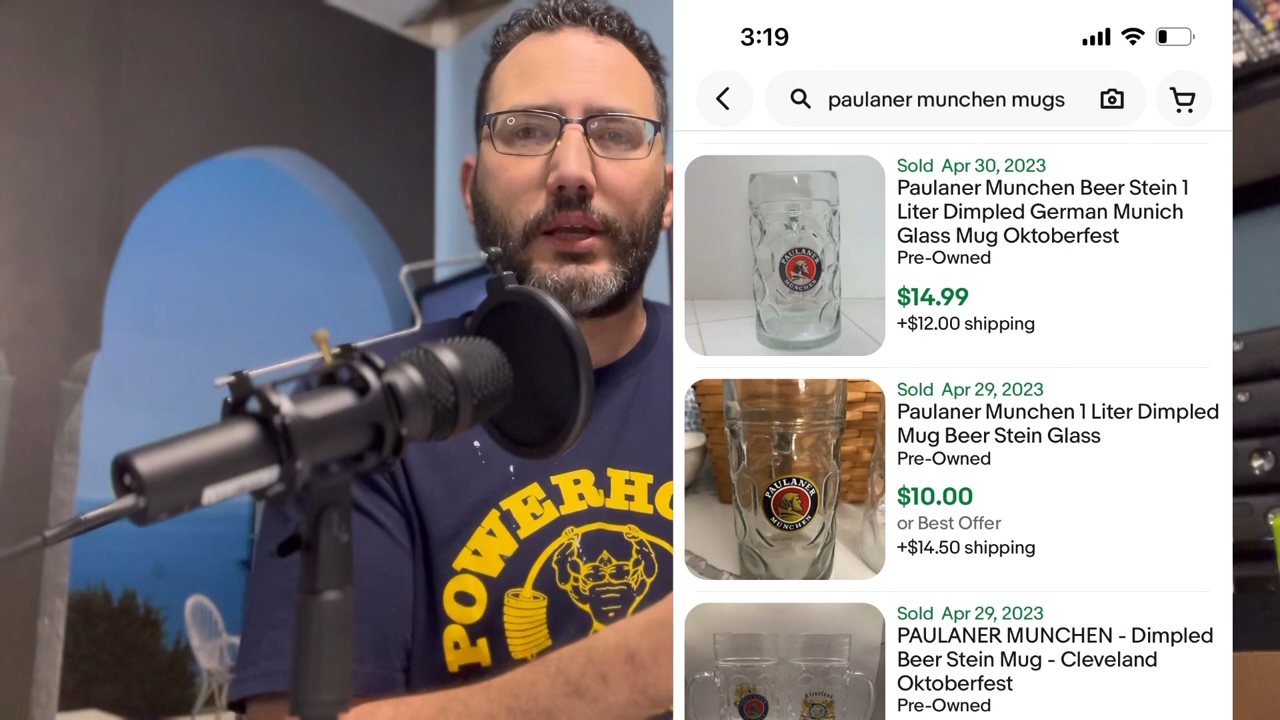 POWERHO
3:19
paulaner munchen mugs
Sold Apr 30, 2023
Paulaner Munchen Beer Stein 1
Liter Dimpled German Munich
Glass Mug Oktoberfest
Pre-Owned
$14.99
+$12.00 shipping
PAULANER
MÜNCHEN
Sold Apr 29, 2023
Paulaner Munchen 1 Liter Dimpled
Mug Beer Stein Glass
Pre-Owned
$10.00
or Best Offer
+$14.50 shipping
PAULANER
MÜNCHEN
Sold Apr 29, 2023
PAULANER MUNCHEN - Dimpled
Beer Stein Mug - Cleveland
Oktoberfest
Pre-Owned